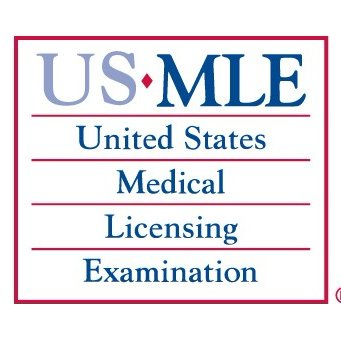 US♦MLE
United States
Medical
Licensing
Examination
®